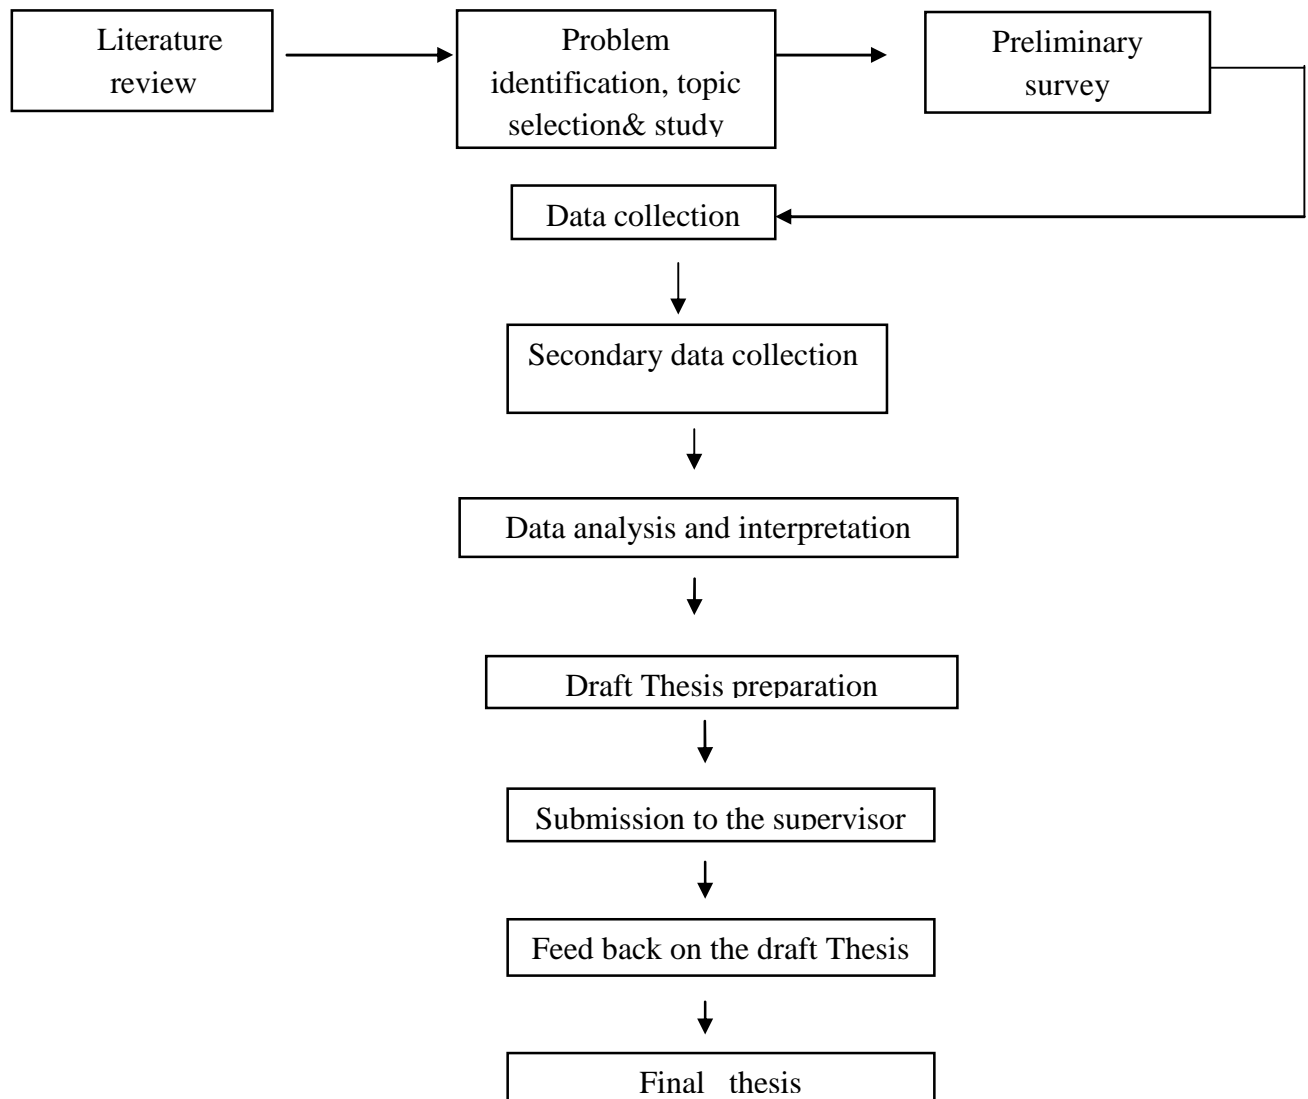 Literature
review
Problem
identification, topic
selection& study
Preliminary
survey
Data collection
Secondary data collection
Data analysis and interpretation
Draft Thesis preparation
Submission to the supervisor
Feed back on the draft Thesis
Final thesis